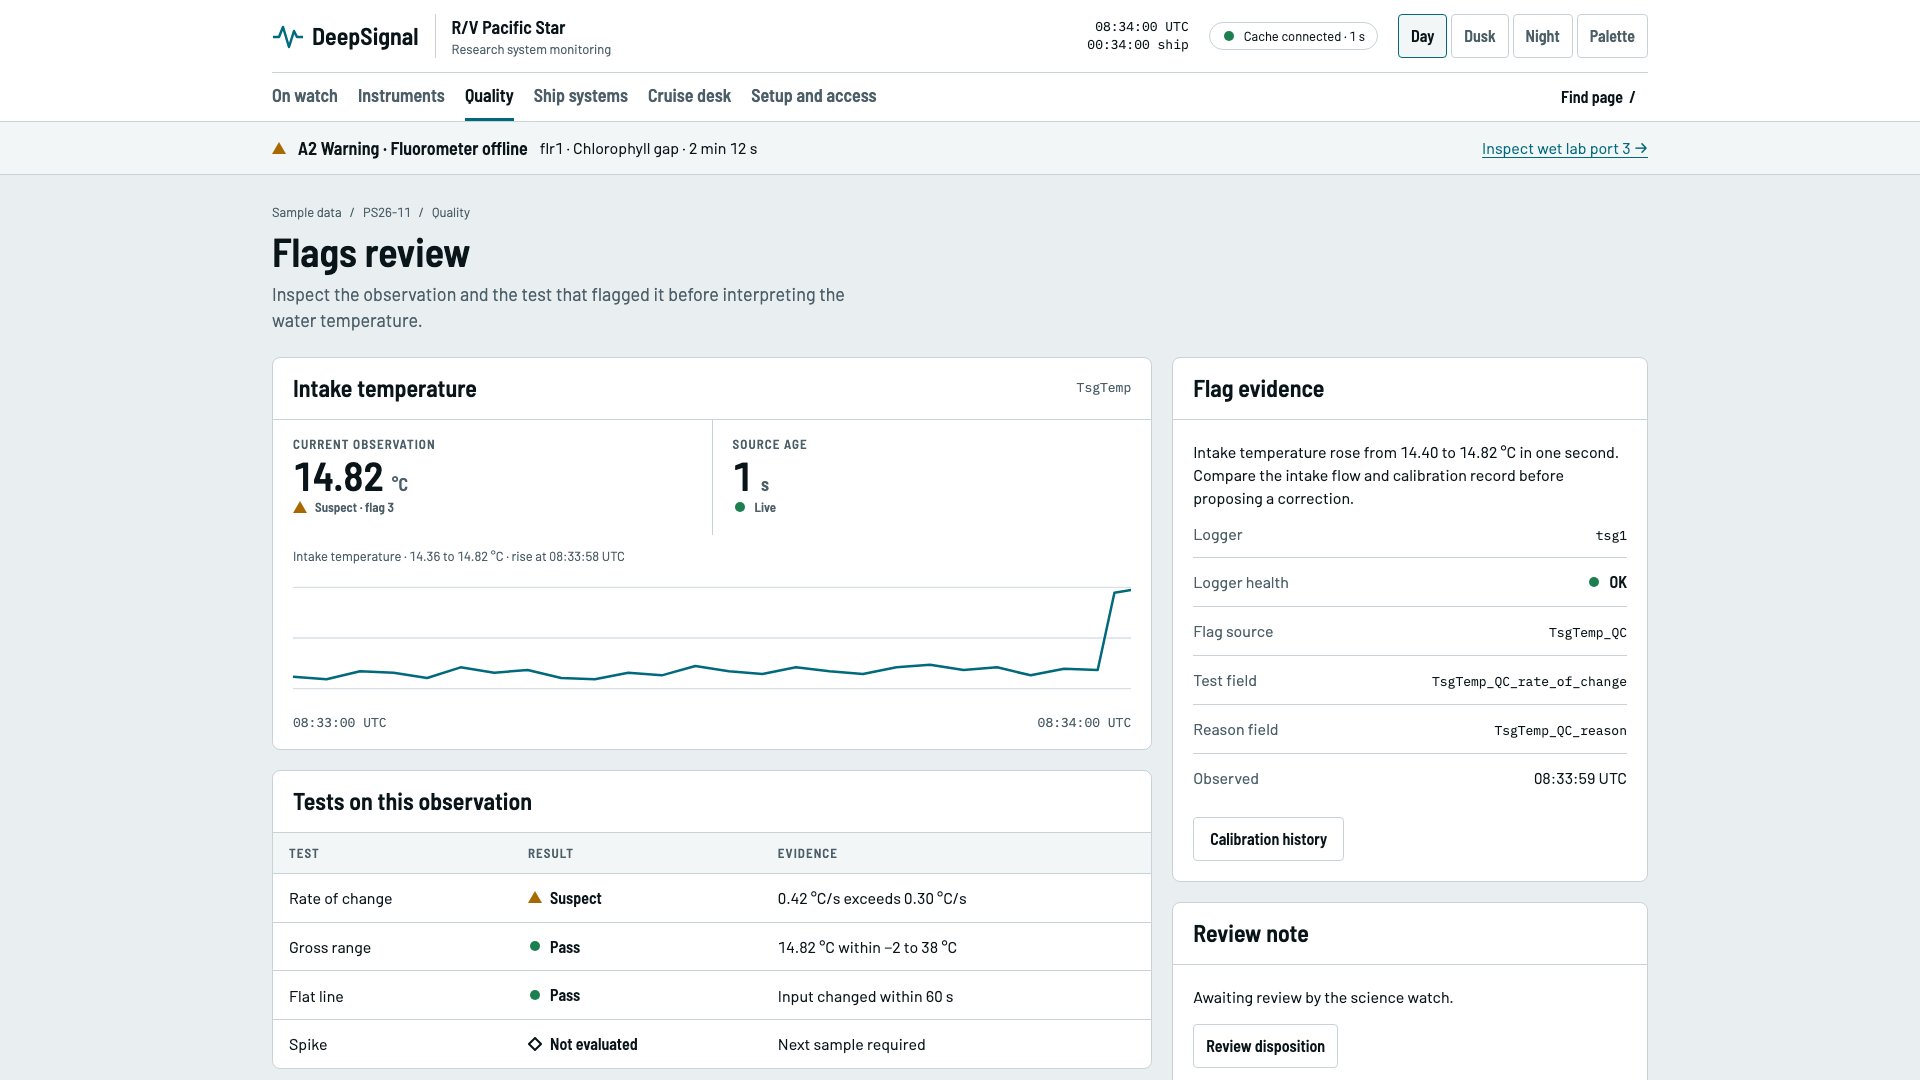 DeepSignal
R/V Pacific Star
Research system monitoring
08:34:00 UTC
00:34:00 ship
Cache connected · 1 s
Day
Dusk
Night
Palette
On watch
Instruments
Quality
Ship systems
Cruise desk
Setup and access
Find page /
A2 Warning · Fluorometer offline
flr1 · Chlorophyll gap · 2 min 12 s
Inspect wet lab port 3 →
Sample data / PS26-11 / Quality
Flags review
Inspect the observation and the test that flagged it before interpreting the
water temperature.
Intake temperature
TsgTemp
CURRENT OBSERVATION
14.82 °C
Suspect · flag 3
SOURCE AGE
1 s
Live
Intake temperature · 14.36 to 14.82 °C · rise at 08:33:58 UTC
08:33:00 UTC
08:34:00 UTC
Tests on this observation
TEST RESULT EVIDENCE
Rate of change Suspect 0.42 °C/s exceeds 0.30 °C/s
Gross range Pass 14.82 °C within −2 to 38 °C
Flat line Pass Input changed within 60 s
Spike Not evaluated Next sample required
Flag evidence
Intake temperature rose from 14.40 to 14.82 °C in one second.
Compare the intake flow and calibration record before
proposing a correction.
Logger tsg1
Logger health OK
Flag source TsgTemp_QC
Test field TsgTemp_QC_rate_of_change
Reason field TsgTemp_QC_reason
Observed 08:33:59 UTC
Calibration history
Review note
Awaiting review by the science watch.
Review disposition